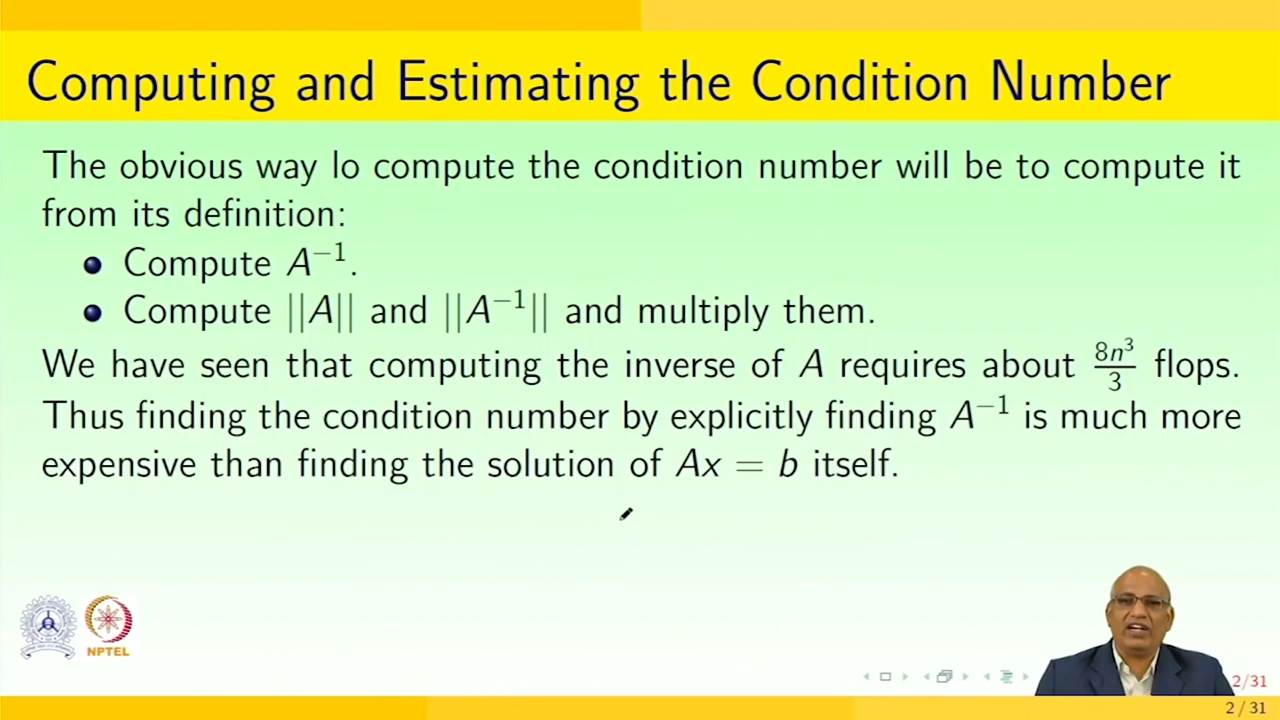 Computing and Estimating the Condition Number
The obvious way lo compute the condition number will be to compute it
from its definition:
Compute A⁻¹.
Compute ||A|| and ||A⁻¹|| and multiply them.
We have seen that computing the inverse of A requires about 8n³/3 flops.
Thus finding the condition number by explicitly finding A⁻¹ is much more
expensive than finding the solution of Ax = b itself.
NPTEL
2/31
2 / 31